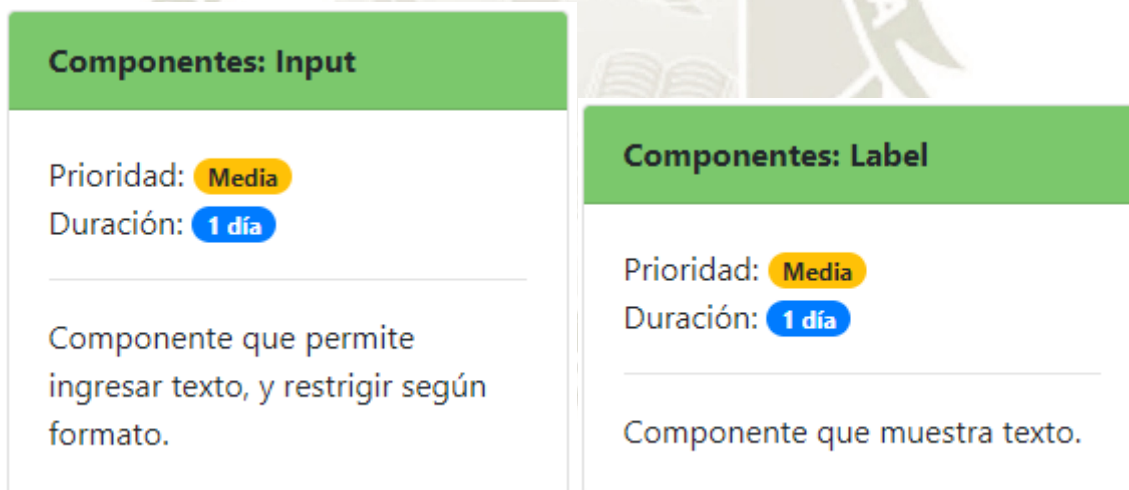 Componentes: Input
Prioridad: Media
Duración: 1 día
Componente que permite
ingresar texto, y restrigir según
formato.
Componentes: Label
Prioridad: Media
Duración: 1 día
Componente que muestra texto.